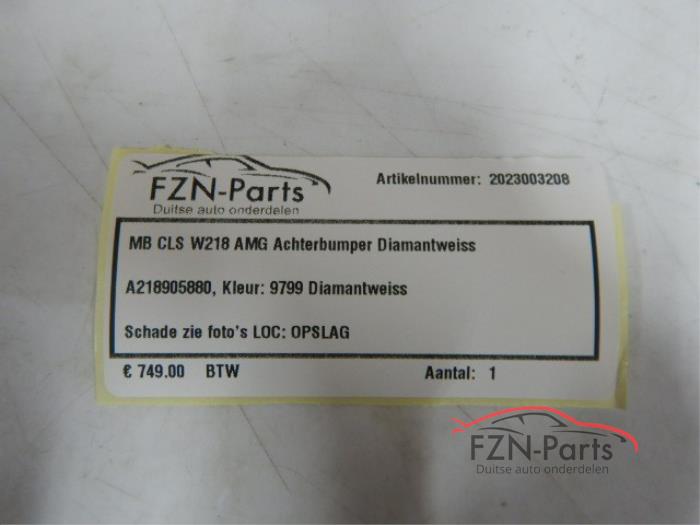 FZN-Parts
Duitse auto onderdelen
Artikelnummer: 2023003208
MB CLS W218 AMG Achterbumper Diamantweiss
A218905880, Kleur: 9799 Diamantweiss
Schade zie foto's LOC: OPSLAG
€ 749.00 BTW Aantal: 1
FZN-Parts
Duitse auto onderdelen